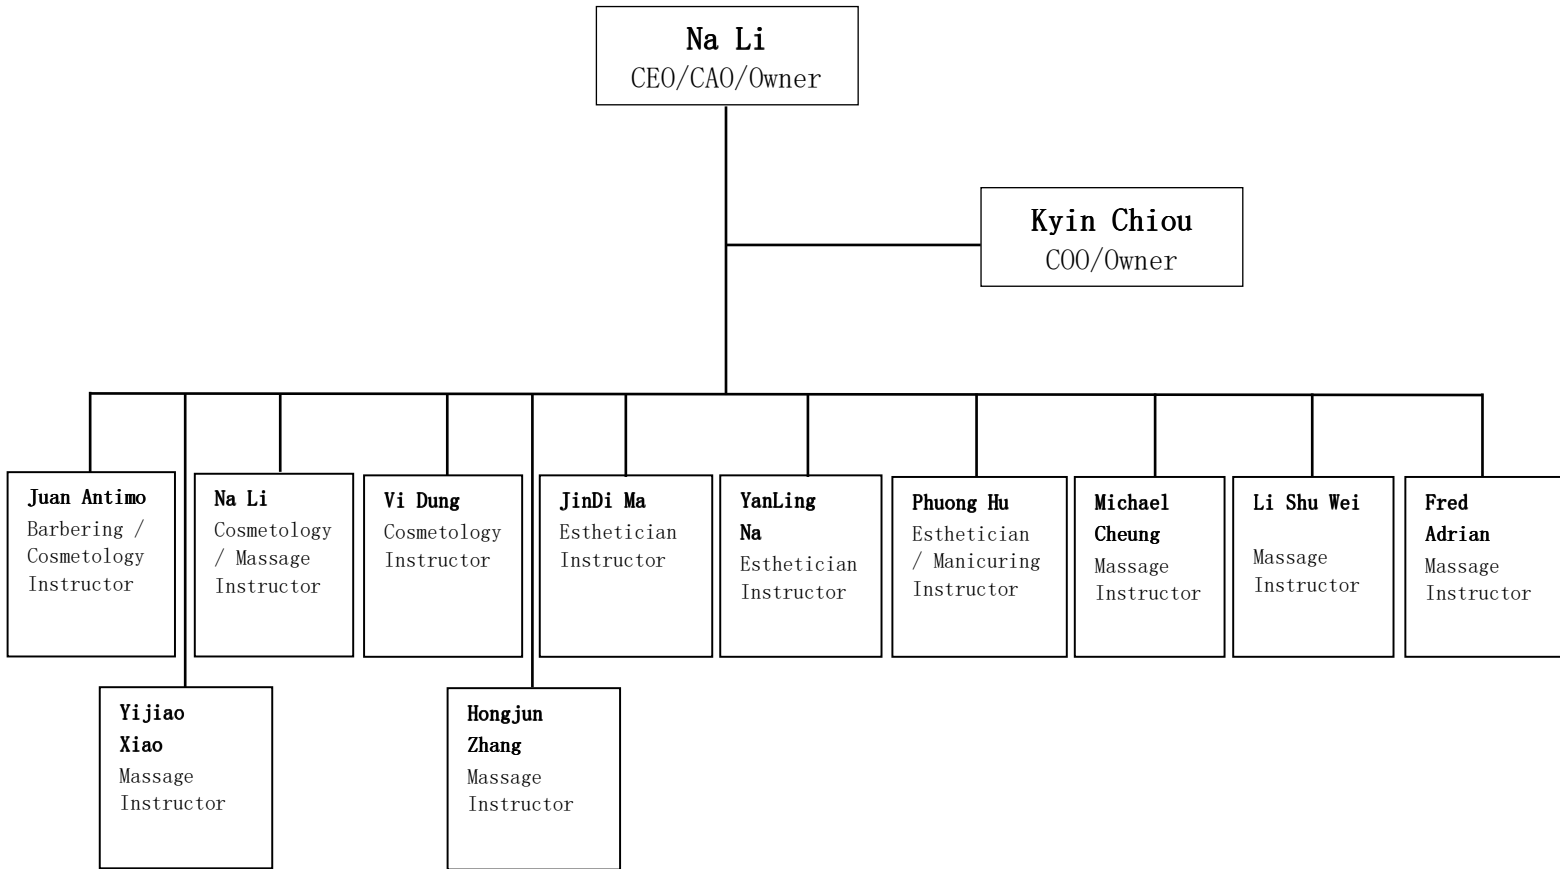 Na Li
CEO/CAO/Owner
Kyin Chiou
COO/Owner
Juan Antimo
Barbering /
Cosmetology
Instructor
Na Li
Cosmetology
/ Massage
Instructor
Vi Dung
Cosmetology
Instructor
JinDi Ma
Esthetician
Instructor
YanLing
Na
Esthetician
Instructor
Phuong Hu
Esthetician
/ Manicuring
Instructor
Michael
Cheung
Massage
Instructor
Li Shu Wei
Massage
Instructor
Fred
Adrian
Massage
Instructor
Yijiao
Xiao
Massage
Instructor
Hongjun
Zhang
Massage
Instructor